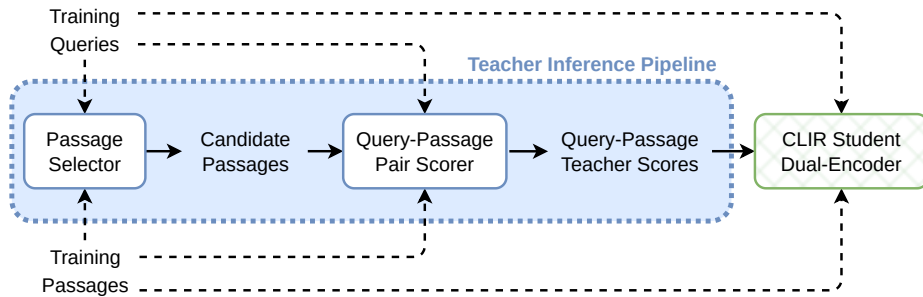 Training
Queries
Teacher Inference Pipeline
Passage
Selector
Candidate
Passages
Query-Passage
Pair Scorer
Query-Passage
Teacher Scores
CLIR Student
Dual-Encoder
Training
Passages